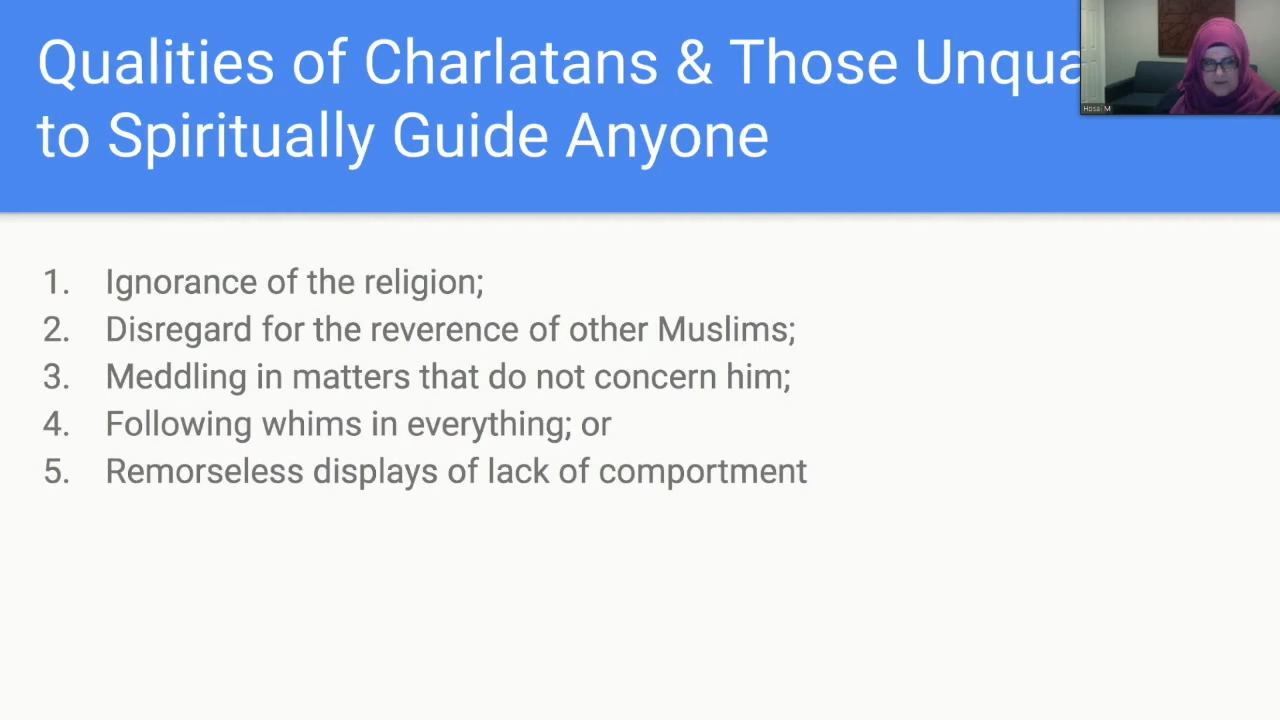 Qualities of Charlatans & Those
to Spiritually Guide Anyone
1. Ignorance of the religion;
2. Disregard for the reverence of other Muslims;
3. Meddling in matters that do not concern him;
4. Following whims in everything; or
5. Remorseless displays of lack of comportment